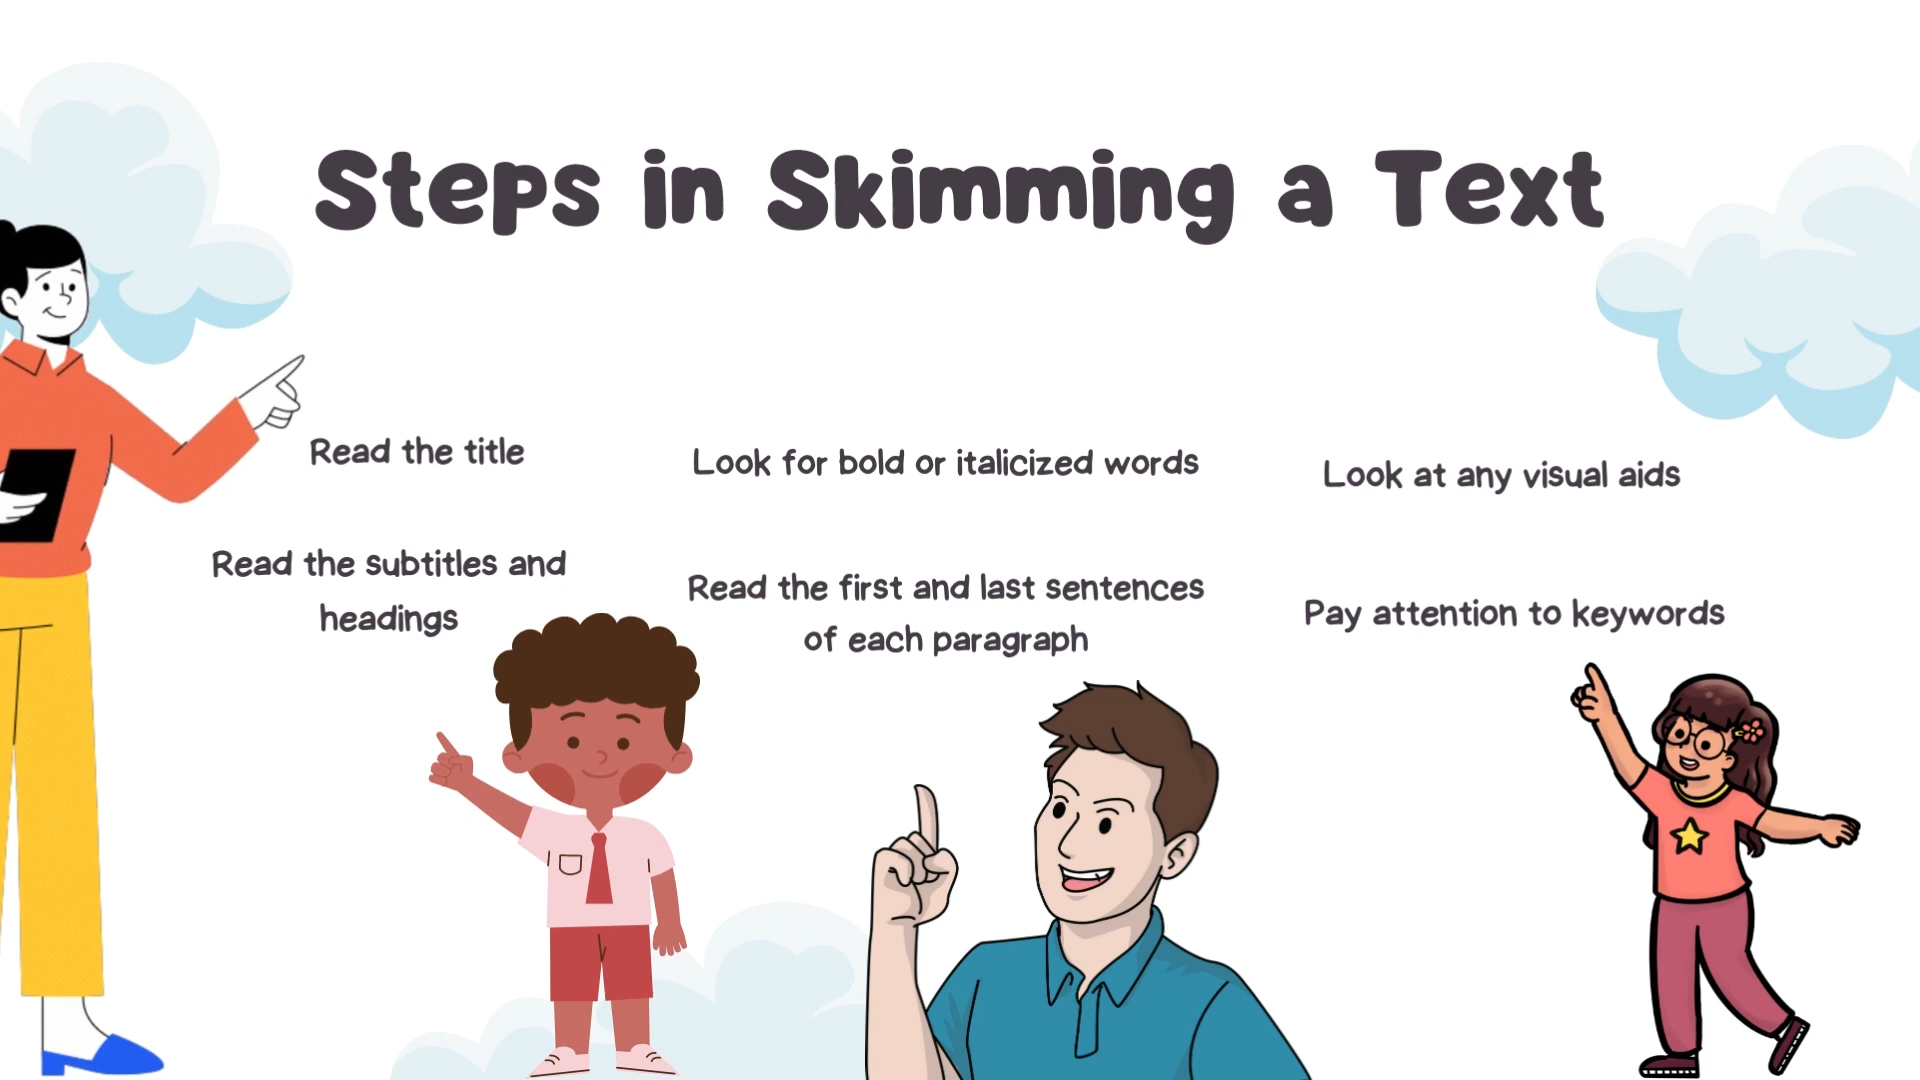 Steps in Skimming a Text
Read the title
Read the subtitles and
headings
Look for bold or italicized words
Read the first and last sentences
of each paragraph
Look at any visual aids
Pay attention to keywords